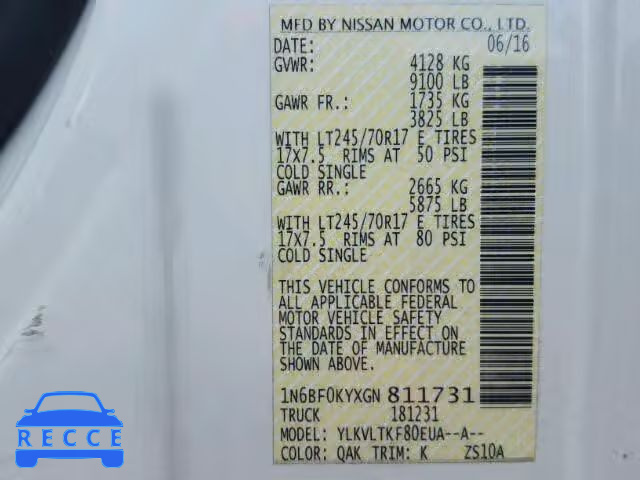 MFD BY NISSAN MOTOR CO., LTD.
DATE: 06/16
GVWR: 4128 KG
9100 LB
GAWR FR.: 1735 KG
3825 LB
WITH LT245/70R17 E TIRES
17X7.5 RIMS AT 50 PSI
COLD SINGLE
GAWR RR.: 2665 KG
5875 LB
WITH LT245/70R17 E TIRES
17X7.5 RIMS AT 80 PSI
COLD SINGLE
THIS VEHICLE CONFORMS TO
ALL APPLICABLE FEDERAL
MOTOR VEHICLE SAFETY
STANDARDS IN EFFECT ON
THE DATE OF MANUFACTURE
SHOWN ABOVE.
1N6BF0KYXGN 811731
TRUCK 181231
MODEL: YLKVLTKF80EUA--A--
COLOR: QAK TRIM: K ZS10A
RECCE